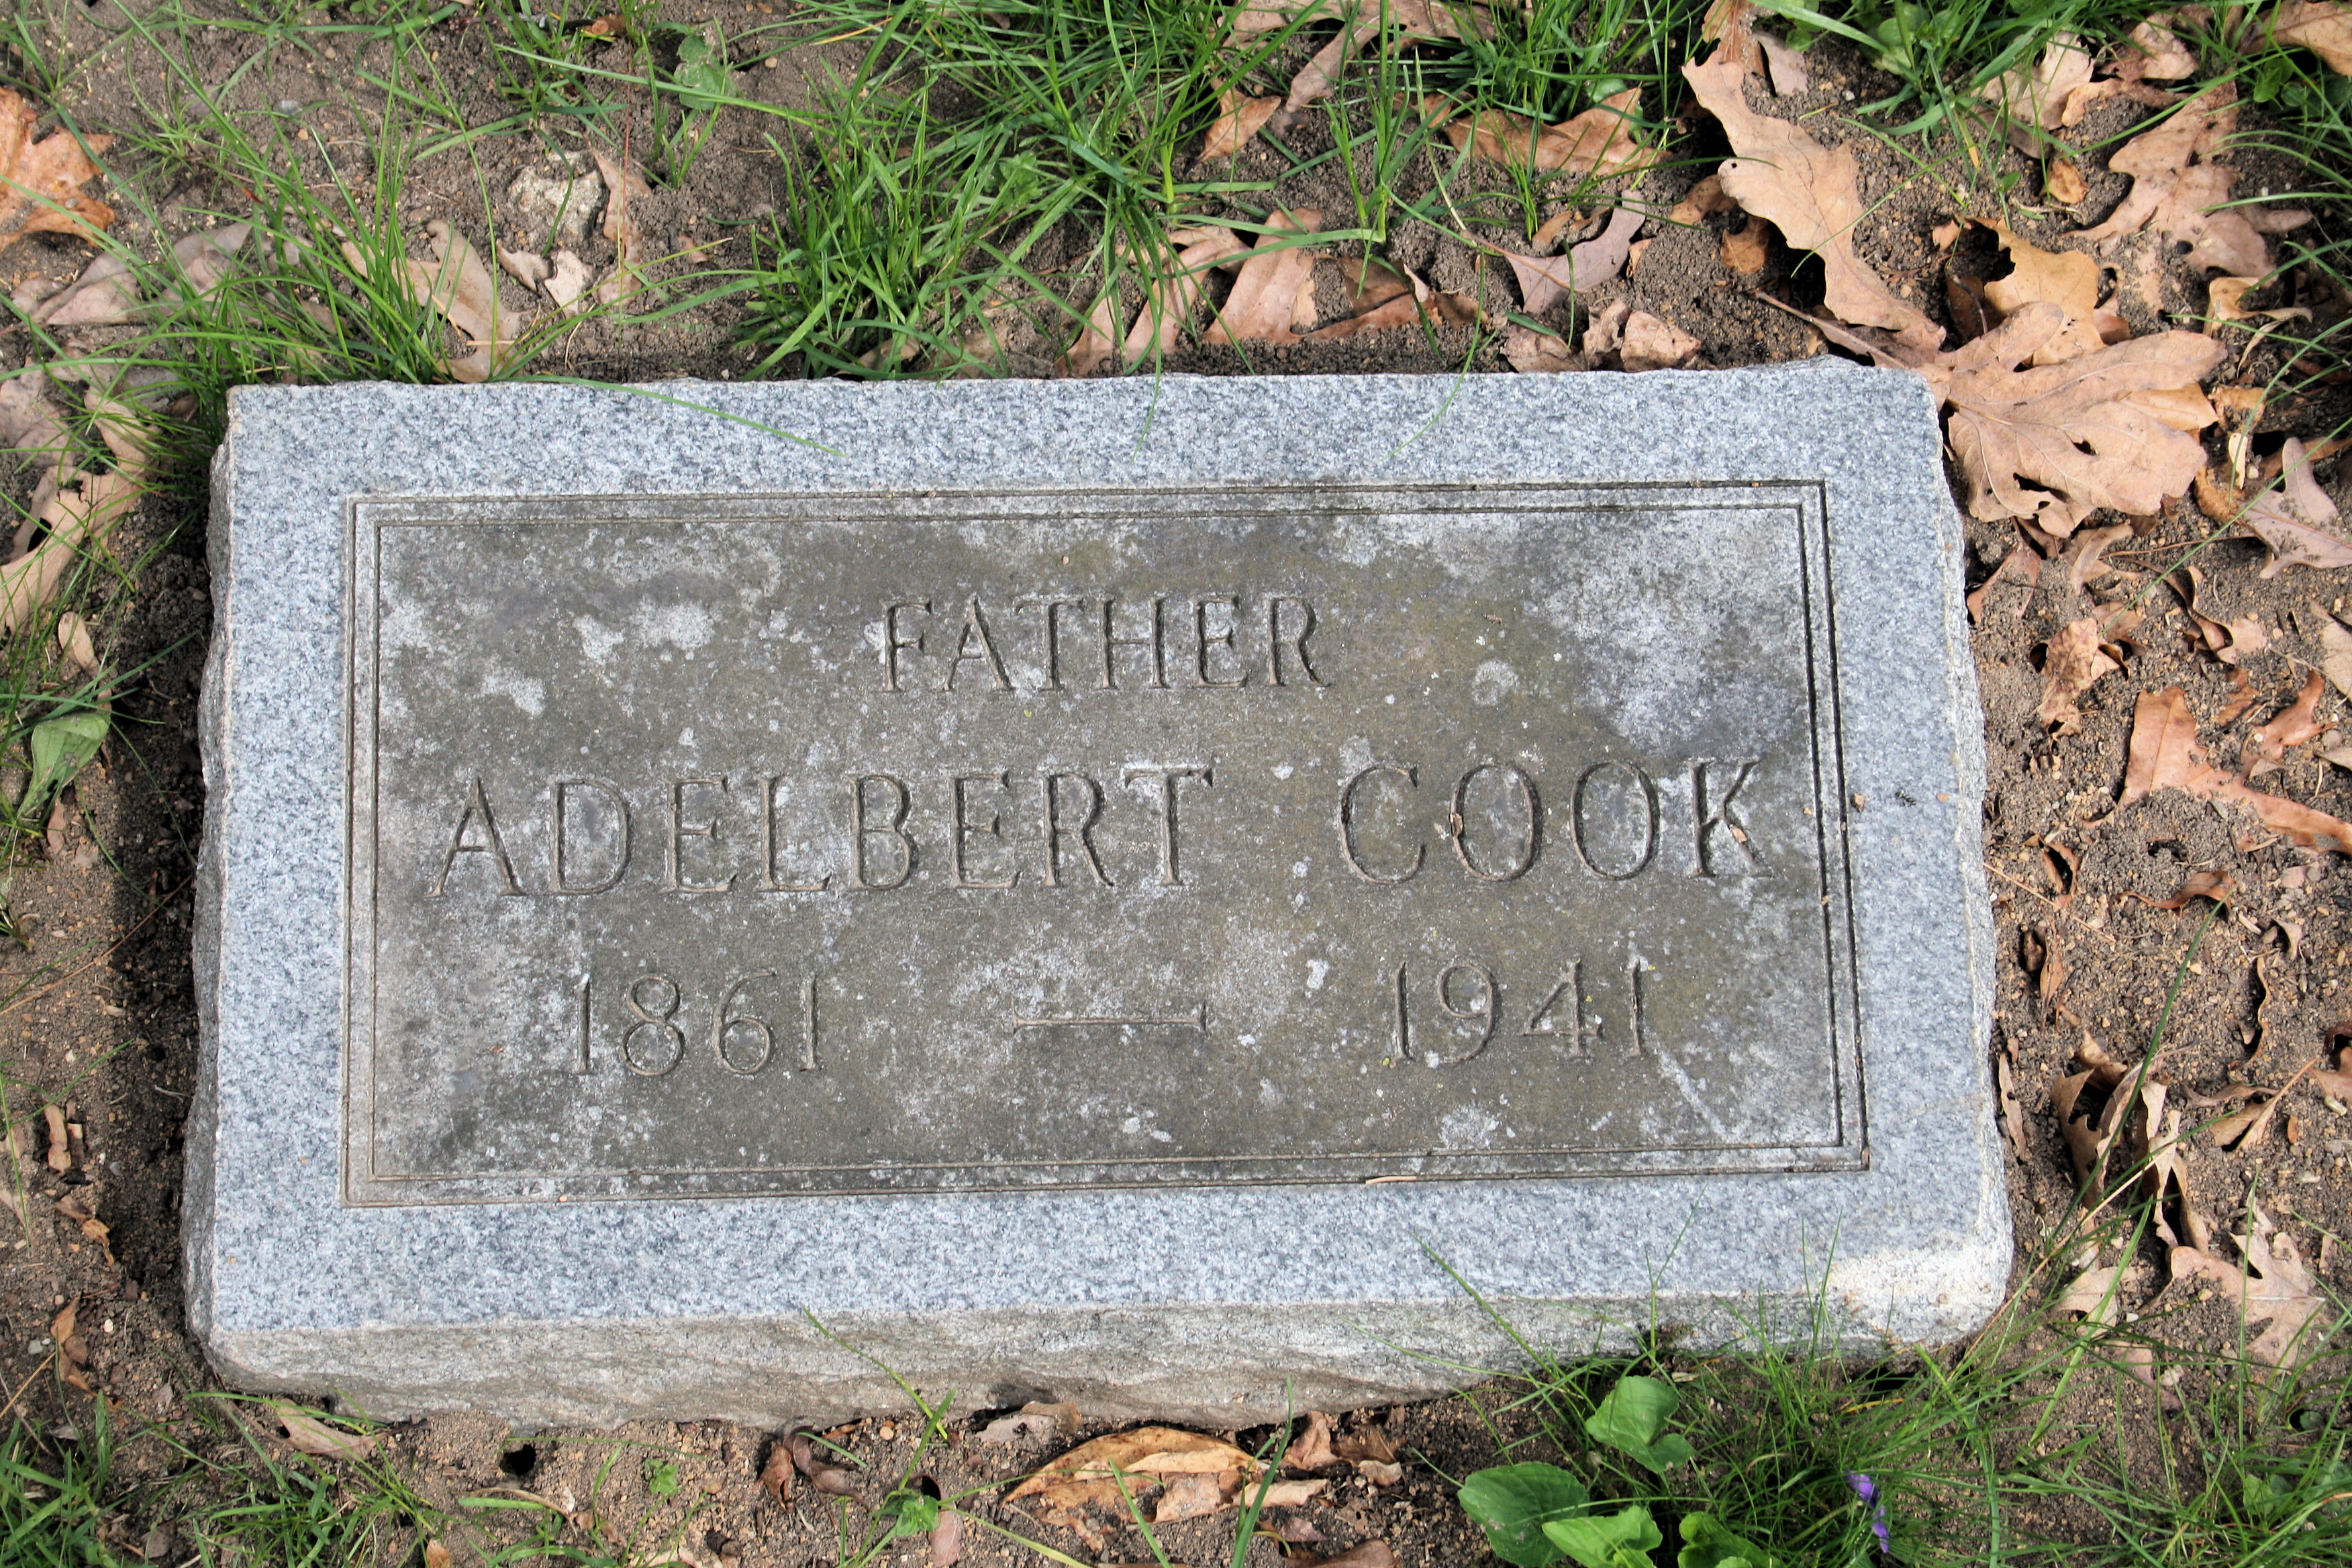 FATHER
ADELBERT COOK
1861 — 1941